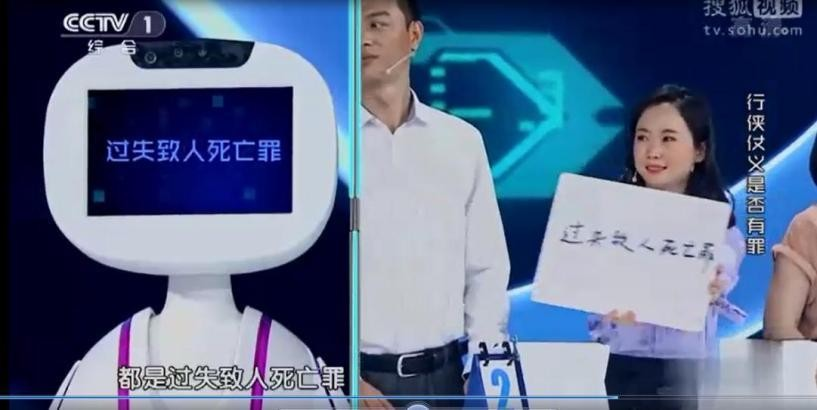 CCTV 1
综合
搜狐视频
tv.sohu.com
过失致人死亡罪
过失致人死亡罪
行侠仗义是否有罪
2
都是过失致人死亡罪